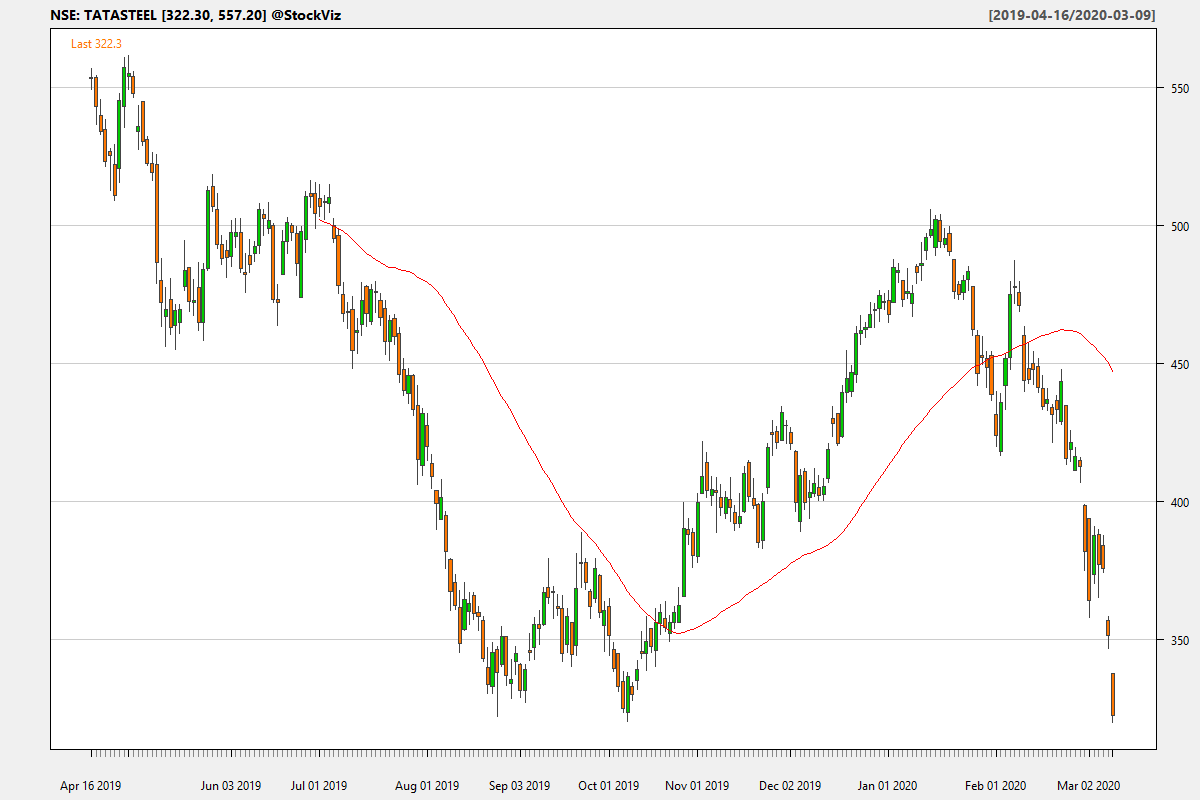 NSE: TATASTEEL [322.30, 557.20] @StockViz
[2019-04-16/2020-03-09]
Last 322.3
550
500
450
400
350
Apr 16 2019
Jun 03 2019
Jul 01 2019
Aug 01 2019
Sep 03 2019
Oct 01 2019
Nov 01 2019
Dec 02 2019
Jan 01 2020
Feb 01 2020
Mar 02 2020